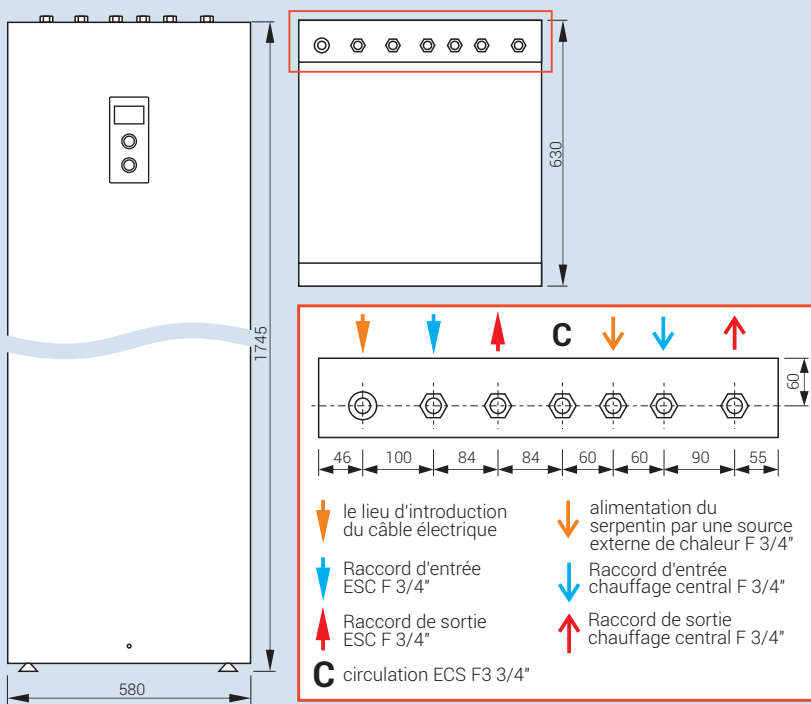 630
1745
C
60
46 100 84 84 60 60 90 55
le lieu d'introduction
du câble électrique
Raccord d'entrée
ESC F 3/4"
Raccord de sortie
ESC F 3/4"
C circulation ECS F3 3/4"
alimentation du
serpentin par une source
externe de chaleur F 3/4"
Raccord d'entrée
chauffage central F 3/4"
Raccord de sortie
chauffage central F 3/4"
580